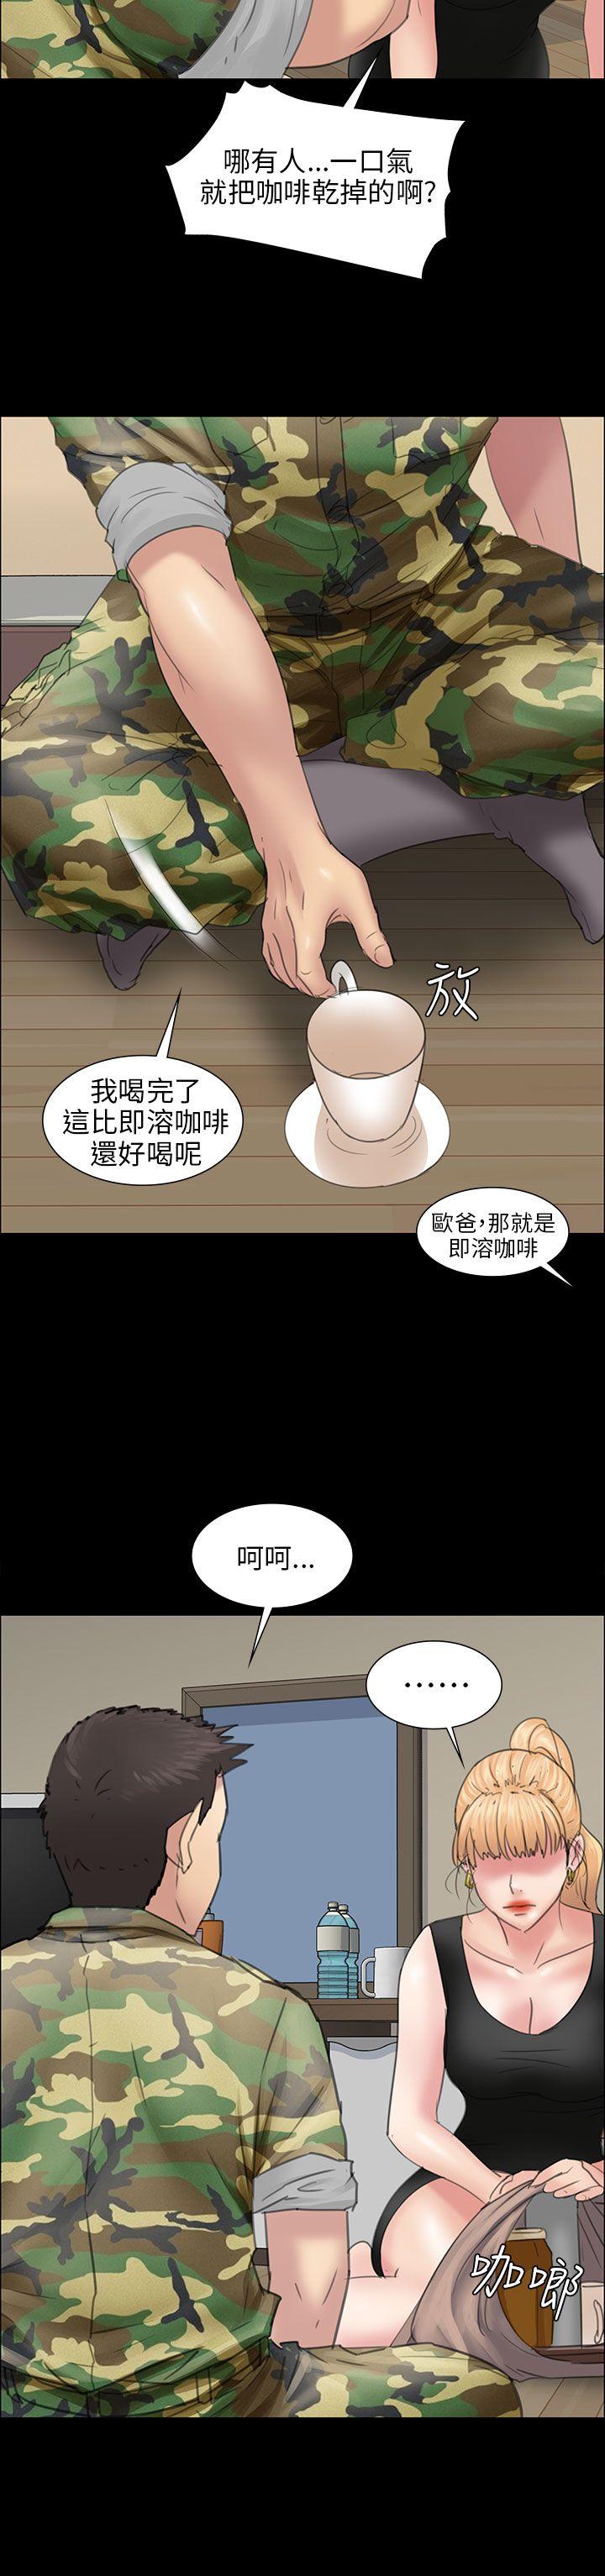 哪有人...一口氣
就把咖啡乾掉的啊?
放
我喝完了
這比即溶咖啡
還好喝呢
歐爸,那就是
即溶咖啡
呵呵...
......
咖啷